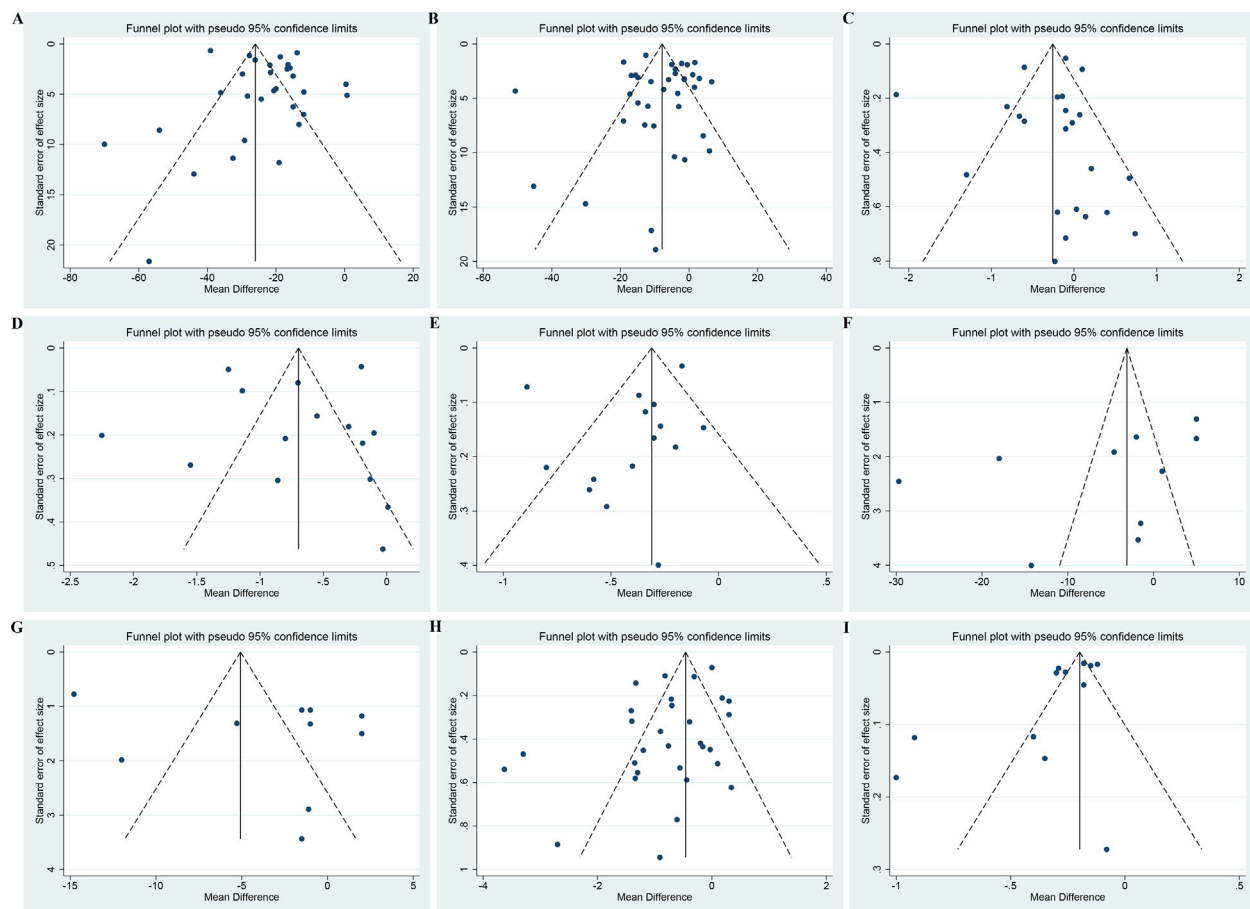 A
Funnel plot with pseudo 95% confidence limits
Standard error of effect size
0
5
10
15
20
-80
-60
-40
-20
0
20
Mean Difference
B
Funnel plot with pseudo 95% confidence limits
Standard error of effect size
0
5
10
15
20
-60
-40
-20
0
20
40
Mean Difference
C
Funnel plot with pseudo 95% confidence limits
Standard error of effect size
0
.2
.4
.6
.8
-2
-1
0
1
2
Mean Difference
D
Funnel plot with pseudo 95% confidence limits
Standard error of effect size
0
.1
.2
.3
.4
.5
-2.5
-2
-1.5
-1
-.5
0
Mean Difference
E
Funnel plot with pseudo 95% confidence limits
Standard error of effect size
0
.1
.2
.3
.4
-1
-.5
0
.5
Mean Difference
F
Funnel plot with pseudo 95% confidence limits
Standard error of effect size
0
1
2
3
4
-30
-20
-10
0
10
Mean Difference
G
Funnel plot with pseudo 95% confidence limits
Standard error of effect size
0
1
2
3
4
-15
-10
-5
0
5
Mean Difference
H
Funnel plot with pseudo 95% confidence limits
Standard error of effect size
0
.2
.4
.6
.8
1
-4
-2
0
2
Mean Difference
I
Funnel plot with pseudo 95% confidence limits
Standard error of effect size
0
.1
.2
.3
-1
-.5
0
.5
Mean Difference